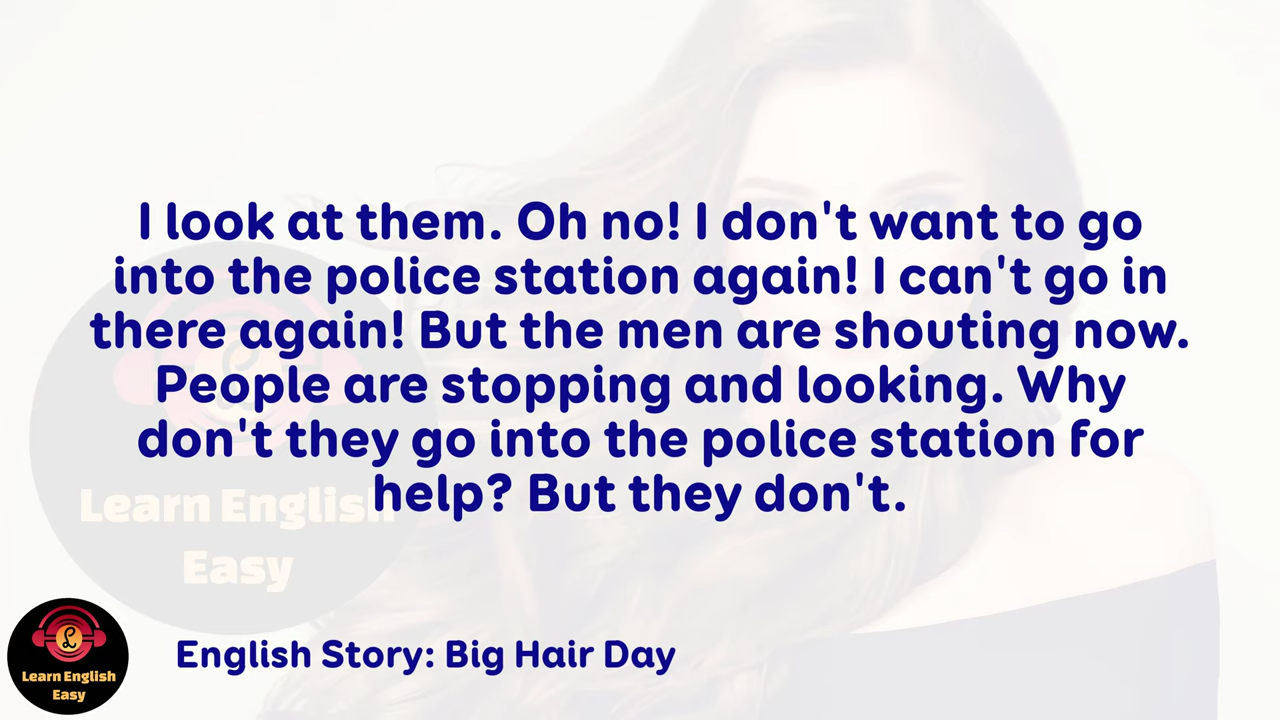 I look at them. Oh no! I don't want to go
into the police station again! I can't go in
there again! But the men are shouting now.
People are stopping and looking. Why
don't they go into the police station for
help? But they don't.
Learn English
Easy
English Story: Big Hair Day
Learn English
Easy